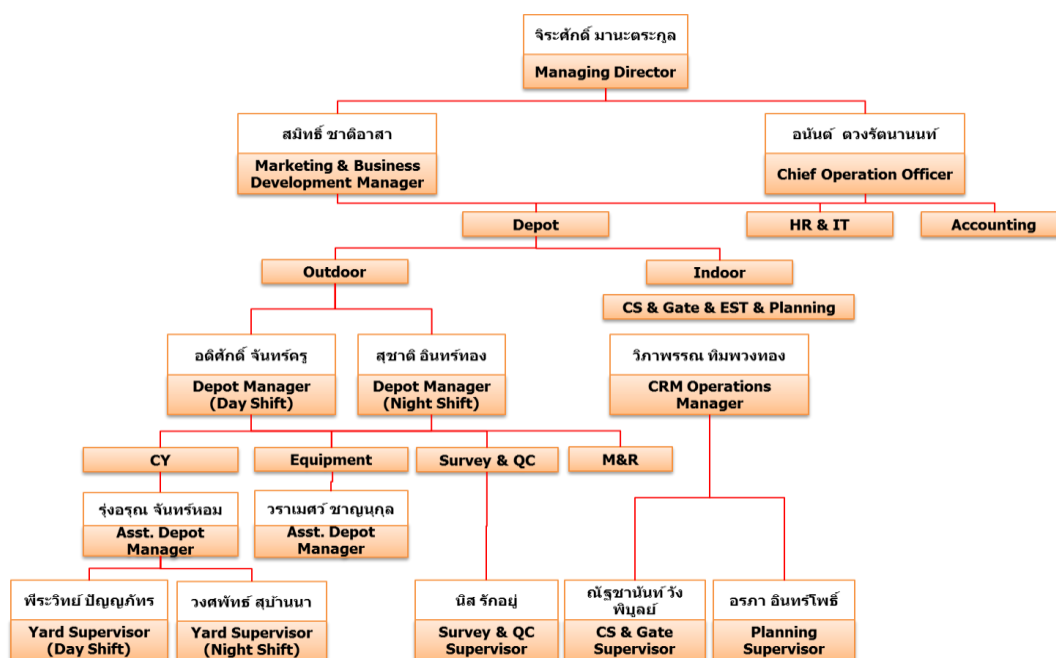 จิระศักดิ์ มานะตระกูล
Managing Director
สมิทธิ์ ชาติอาสา
Marketing & Business
Development Manager
อนันต์ ดวงรัตนานนท์
Chief Operation Officer
Depot
HR & IT
Accounting
Outdoor
Indoor
CS & Gate & EST & Planning
อดิศักดิ์ จันทร์ครู
Depot Manager
(Day Shift)
สุชาติ อินทร์ทอง
Depot Manager
(Night Shift)
วิภาพรรณ ทิมพวงทอง
CRM Operations
Manager
CY
Equipment
Survey & QC
M&R
รุ่งอรุณ จันทร์หอม
Asst. Depot
Manager
วราเมศว์ ชาญนุกุล
Asst. Depot
Manager
พีระวิทย์ ปัญญภัทร
Yard Supervisor
(Day Shift)
วงศพัทธ์ สุบ้านนา
Yard Supervisor
(Night Shift)
นิส รักอยู่
Survey & QC
Supervisor
ณัฐชานันท์ วัง
พิบูลย์
CS & Gate
Supervisor
อรภา อินทร์โพธิ์
Planning
Supervisor